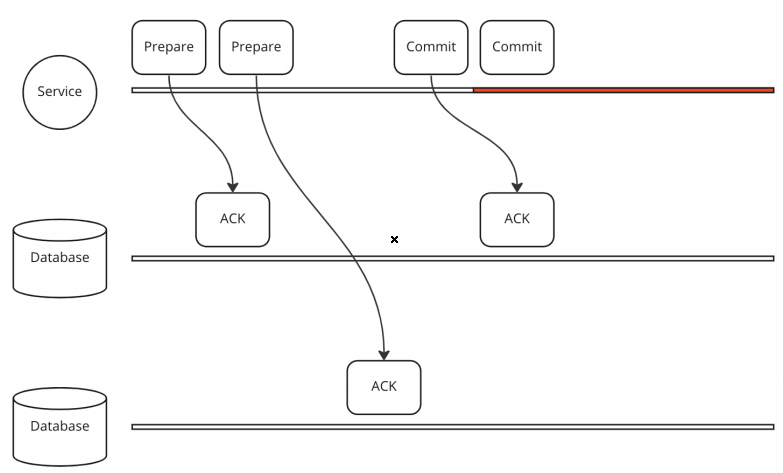 Prepare
Prepare
Commit
Commit
Service
ACK
ACK
Database
ACK
Database